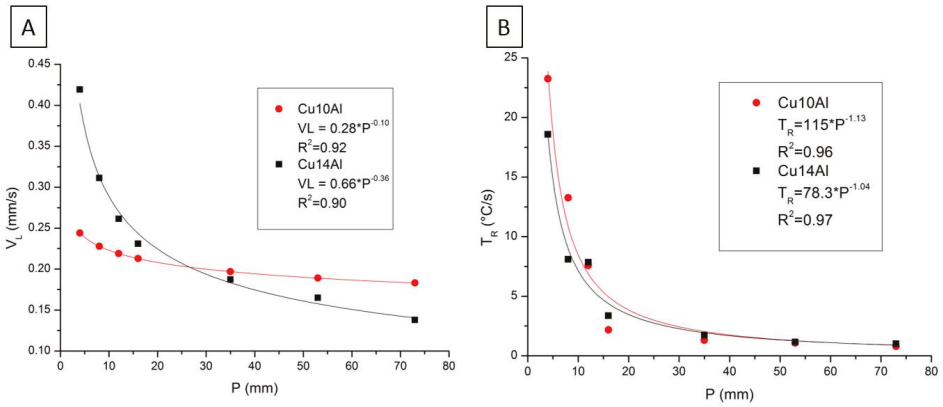 A
V_L (mm/s)
0.45
0.40
0.35
0.30
0.25
0.20
0.15
0.10
Cu10Al
VL = 0.28*P^-0.10
R^2=0.92
Cu14Al
VL = 0.66*P^-0.36
R^2=0.90
0 10 20 30 40 50 60 70 80
P (mm)
B
T_R (°C/s)
25
20
15
10
5
0
Cu10Al
T_R=115*P^-1.13
R^2=0.96
Cu14Al
T_R=78.3*P^-1.04
R^2=0.97
0 10 20 30 40 50 60 70 80
P (mm)